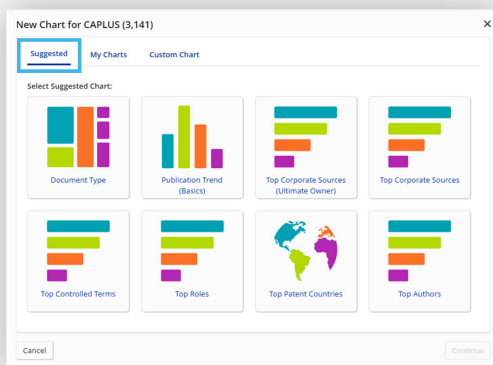 New Chart for CAPLUS (3,141)
Suggested
My Charts
Custom Chart
Select Suggested Chart:
Document Type
Publication Trend
(Basics)
Top Corporate Sources
(Ultimate Owner)
Top Corporate Sources
Top Controlled Terms
Top Roles
Top Patent Countries
Top Authors
Cancel
Continue